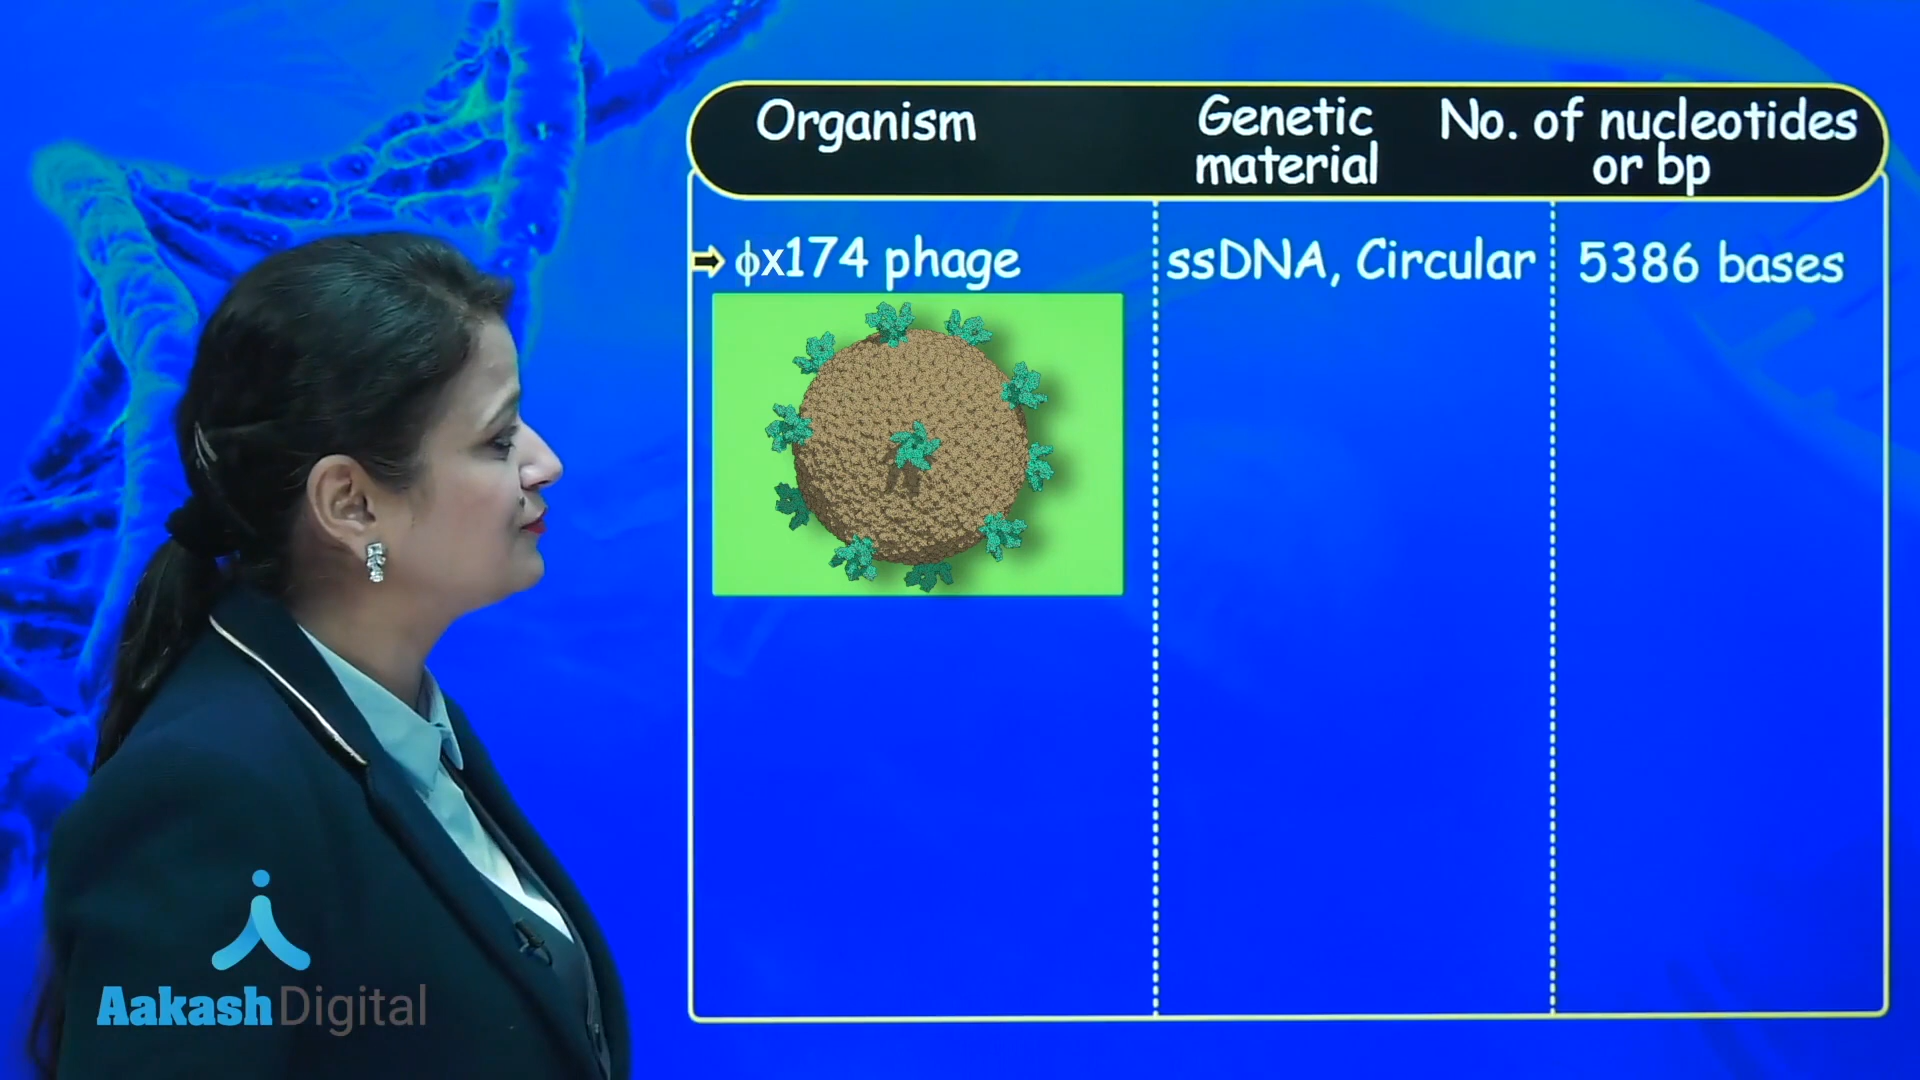 Organism
Genetic
material
No. of nucleotides
or bp
ϕx174 phage
ssDNA, Circular
5386 bases
Aakash Digital